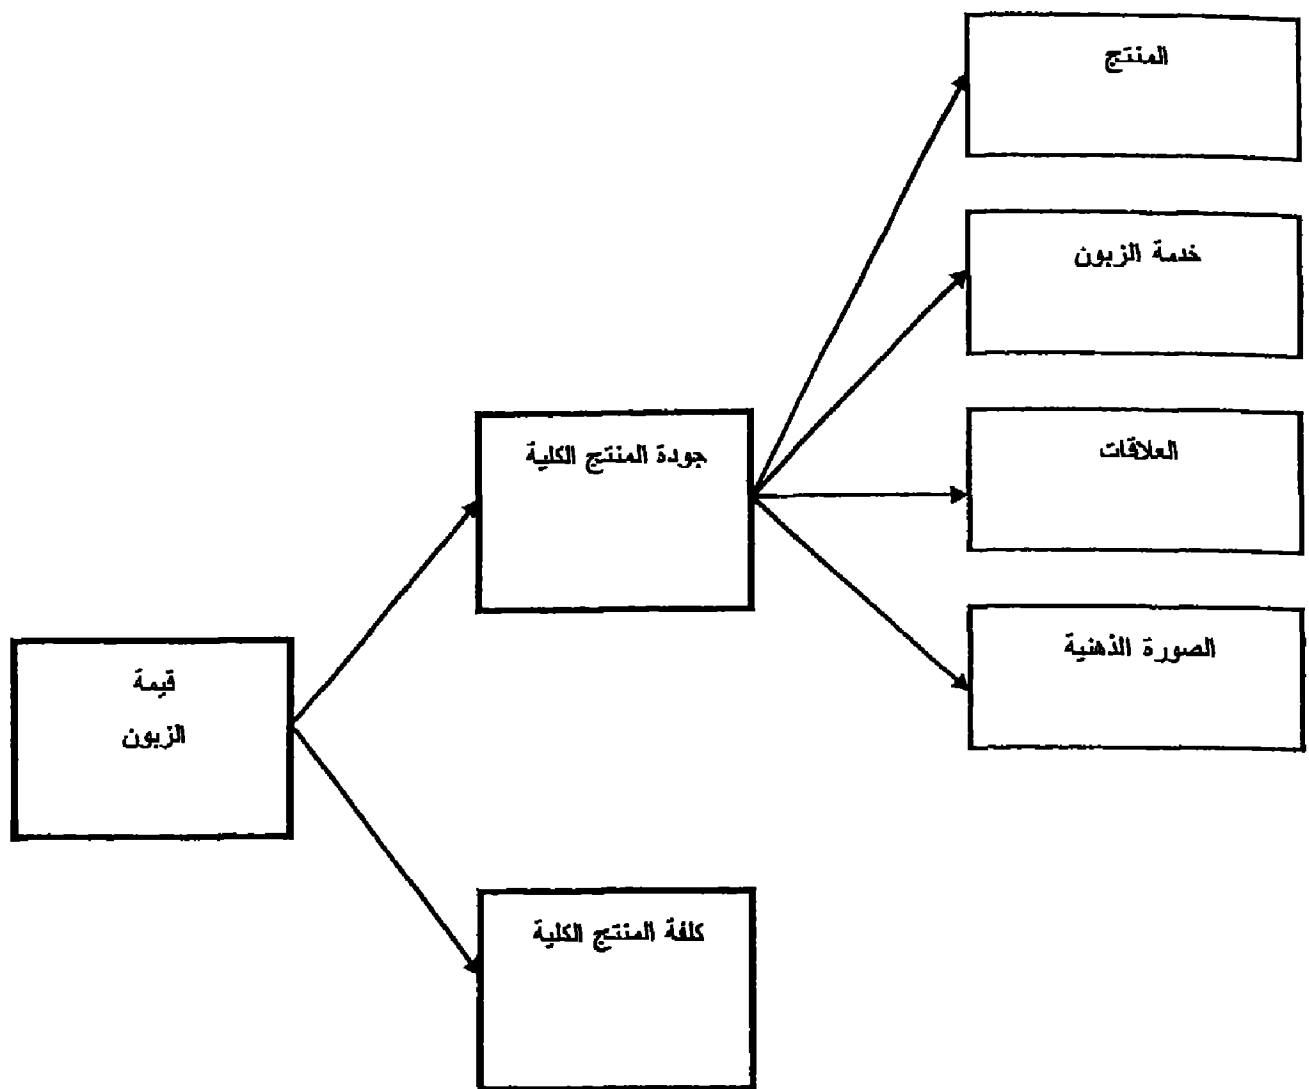 المنتج
خدمة الزبون
جودة المنتج الكلية
العلاقات
الصورة الذهنية
قيمة
الزبون
كلفة المنتج الكلية